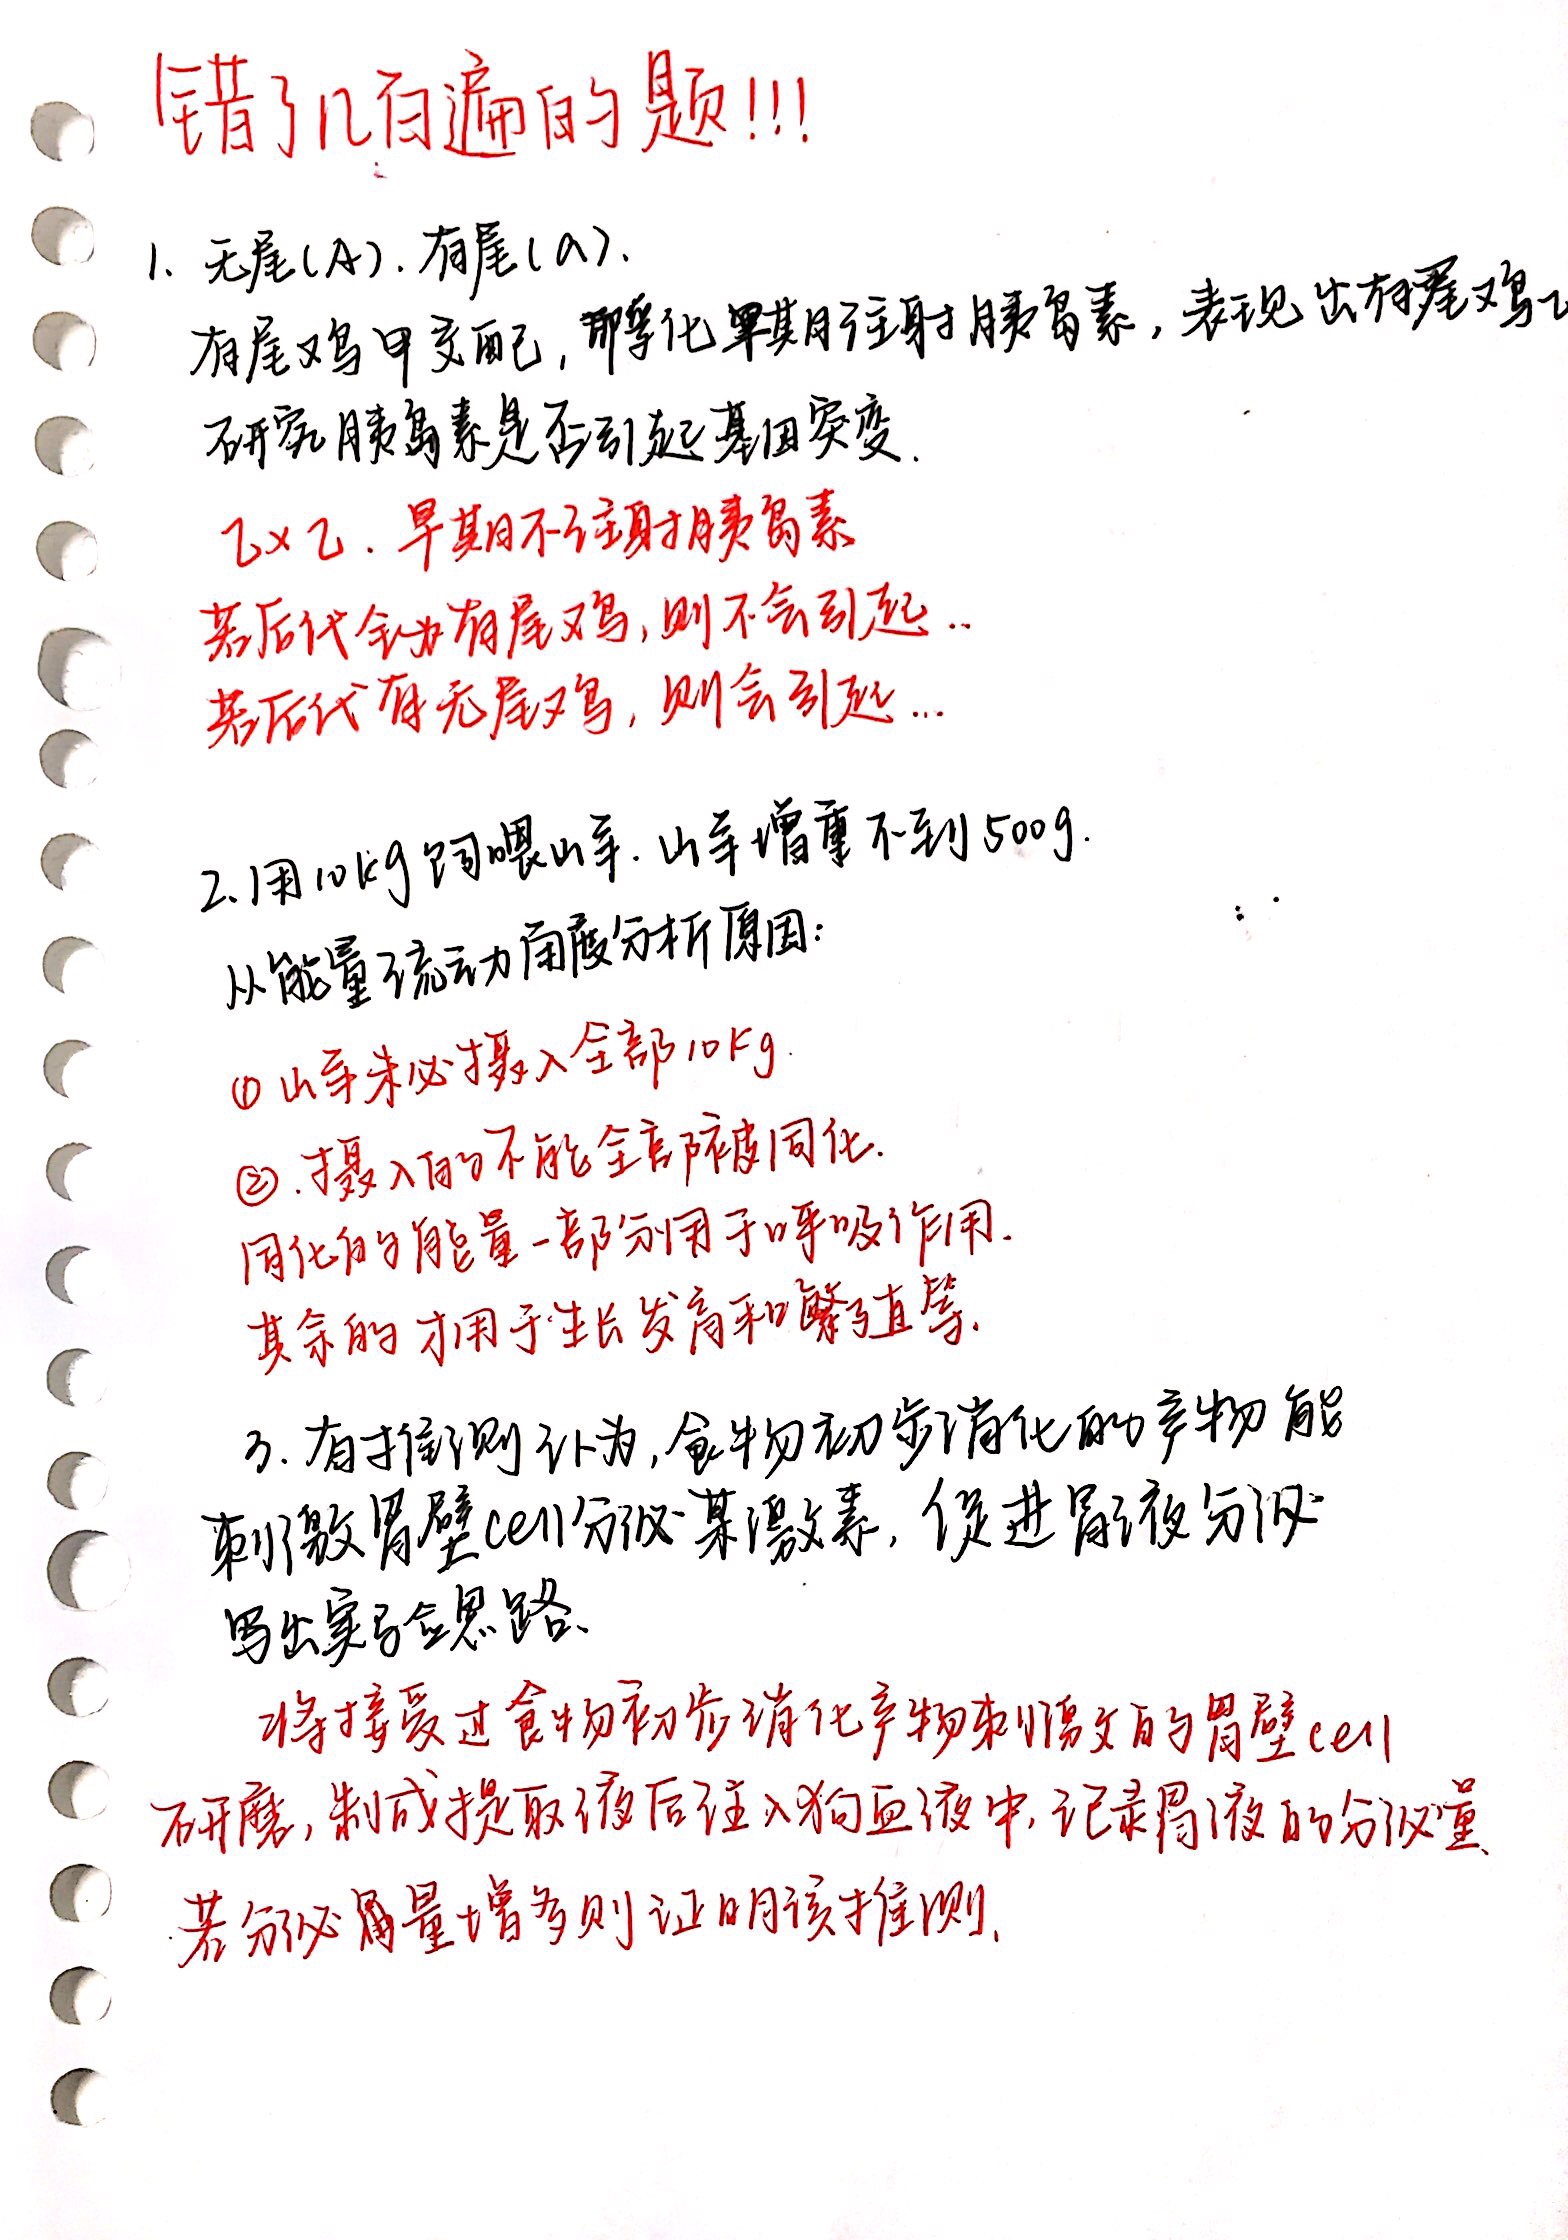 错了几百遍的题!!!
1. 无尾(A). 有尾(a).
有尾鸡甲交配, 孵化早期注射胰岛素, 表现出有尾鸡乙
研究胰岛素是否引起基因突变.
乙×乙. 早期不注射胰岛素
若后代全为有尾鸡, 则不会引起..
若后代有无尾鸡, 则会引起...
2. 用10kg饲喂山羊. 山羊增重不到500g.
从能量流动角度分析原因:
① 山羊未必摄入全部10kg.
②. 摄入的不能全部被同化.
同化的能量一部分用于呼吸作用.
其余的才用于生长发育和繁殖等.
3. 有推测认为, 食物初步消化的产物能
刺激胃壁cell分泌某激素, 促进胃液分泌
写出实验思路.
将接受过食物初步消化产物刺激的胃壁cell
研磨, 制成提取液后注入狗血液中, 记录胃液的分泌量
若分泌量增多则证明该推测.